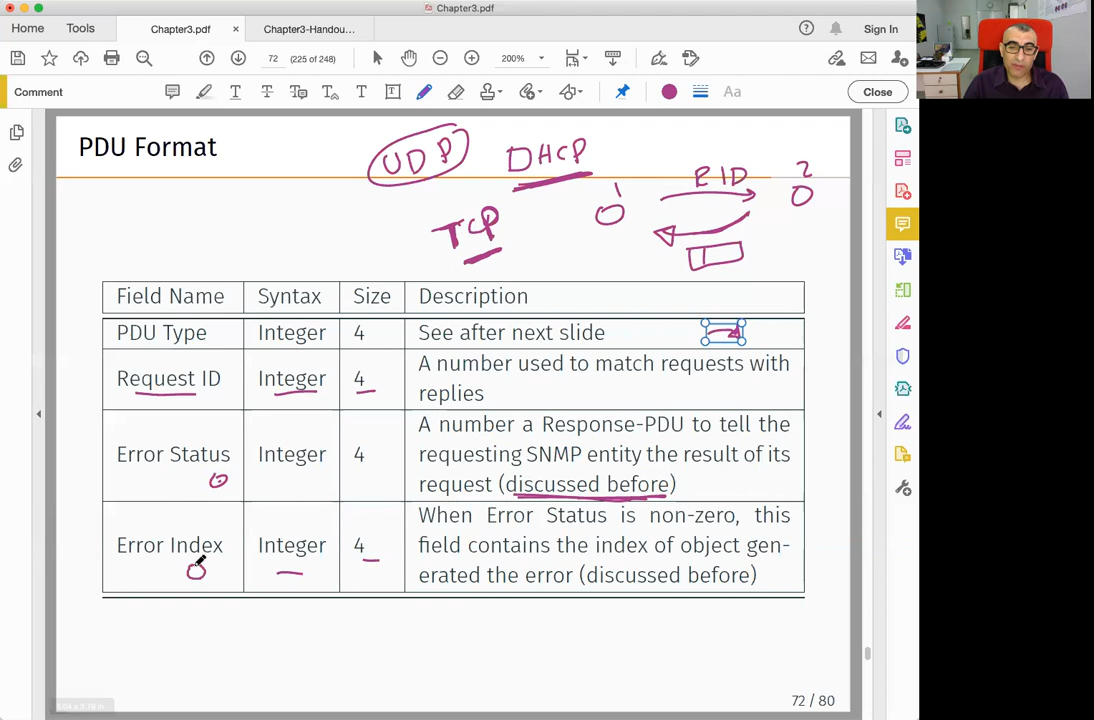 Chapter3.pdf
Home
Tools
Chapter3.pdf
×
Chapter3-Handou...
Sign In
72
(225 of 248)
200%
Comment
Aa
Close
PDU Format
UDP
DHCP
TCP
RID
1
2
Field Name Syntax Size Description
PDU Type Integer 4 See after next slide
Request ID Integer 4 A number used to match requests with
replies
Error Status Integer 4 A number a Response-PDU to tell the
requesting SNMP entity the result of its
request (discussed before)
Error Index Integer 4 When Error Status is non-zero, this
field contains the index of object gen-
erated the error (discussed before)
72 / 80